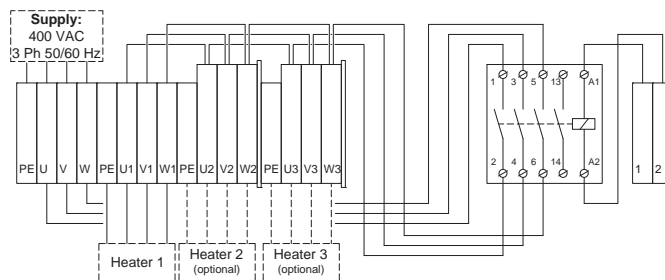 Supply:
400 VAC
3 Ph 50/60 Hz
1 3 5 13 A1
PE U V W PE U1 V1 W1 PE U2 V2 W2 PE U3 V3 W3
2 4 6 14 A2
1 2
Heater 1
Heater 2
(optional)
Heater 3
(optional)